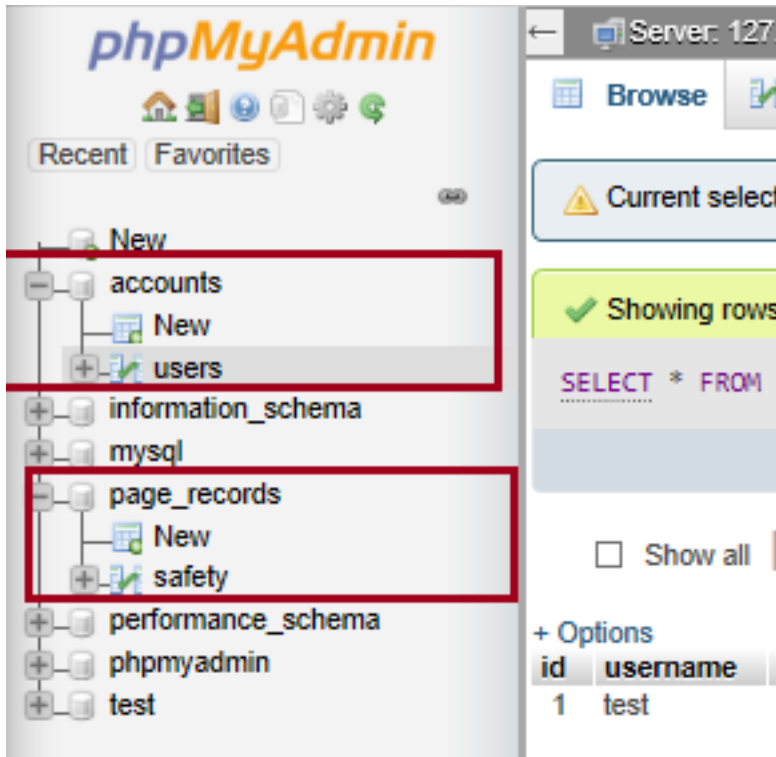 phpMyAdmin
Recent Favorites
New
accounts
New
users
information_schema
mysql
page_records
New
safety
performance_schema
phpmyadmin
test
Server: 127.
Browse
Current select
Showing rows
SELECT * FROM
Show all
+ Options
id username
1 test